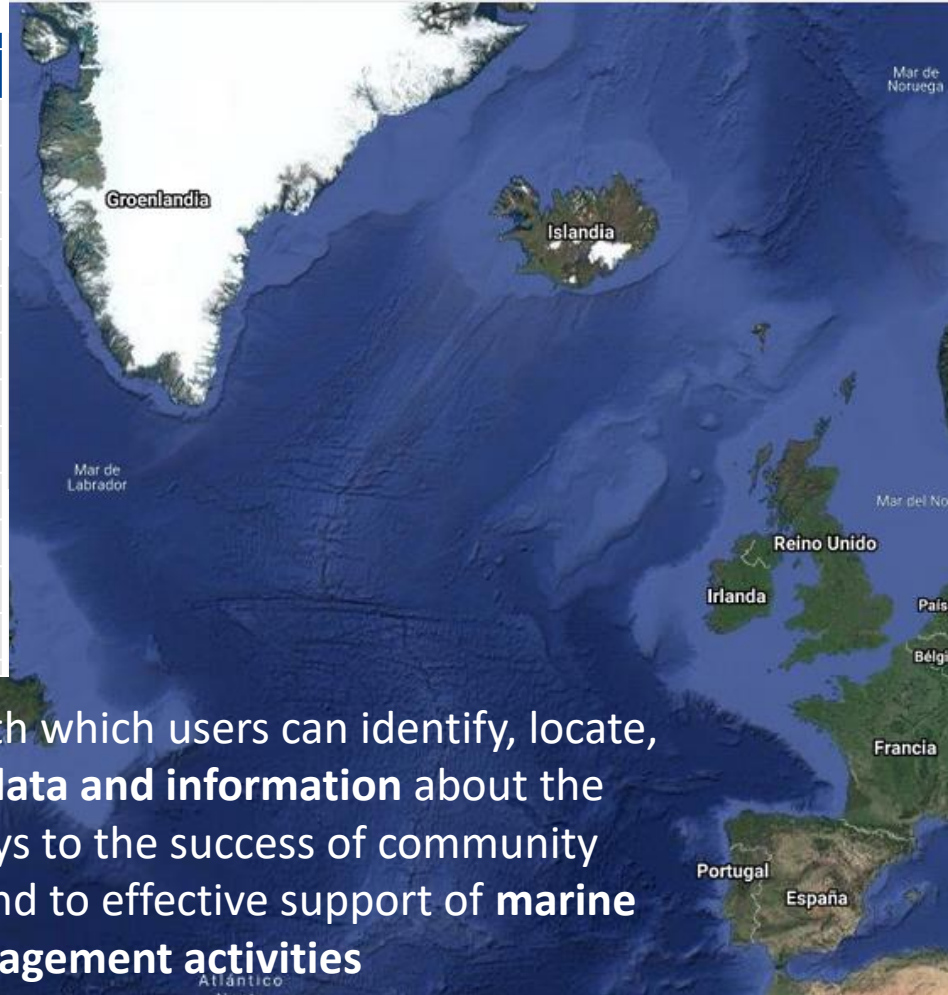 Mar de
Noruega
Groenlandia
Islandia
Mar de
Labrador
Mar del No
Reino Unido
Irlanda
País
Bélgi
th which users can identify, locate,
data and information about the
ys to the success of community
nd to effective support of marine
agement activities
Francia
Portugal
España
Atlántico